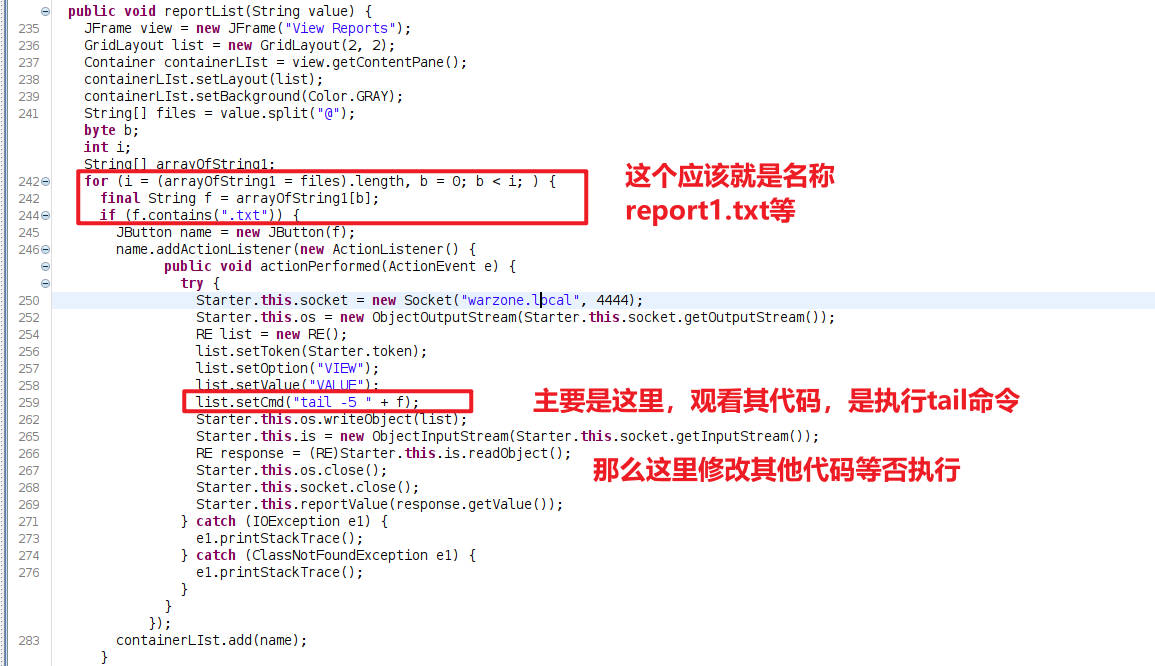 public void reportList(String value) {
235 JFrame view = new JFrame("View Reports");
236 GridLayout list = new GridLayout(2, 2);
237 Container containerLIst = view.getContentPane();
238 containerLIst.setLayout(list);
239 containerLIst.setBackground(Color.GRAY);
241 String[] files = value.split("@");
byte b;
int i;
String[] arrayOfString1;
242 for (i = (arrayOfString1 = files).length, b = 0; b < i; ) {
242 final String f = arrayOfString1[b];
244 if (f.contains(".txt")) {
这个应该就是名称
report1.txt等
245 JButton name = new JButton(f);
246 name.addActionListener(new ActionListener() {
public void actionPerformed(ActionEvent e) {
try {
250 Starter.this.socket = new Socket("warzone.local", 4444);
252 Starter.this.os = new ObjectOutputStream(Starter.this.socket.getOutputStream());
254 RE list = new RE();
256 list.setToken(Starter.token);
257 list.setOption("VIEW");
258 list.setValue("VALUE");
259 list.setCmd("tail -5 " + f);
主要是这里，观看其代码，是执行tail命令
262 Starter.this.os.writeObject(list);
265 Starter.this.is = new ObjectInputStream(Starter.this.socket.getInputStream());
266 RE response = (RE)Starter.this.is.readObject();
267 Starter.this.os.close();
那么这里修改其他代码等否执行
268 Starter.this.socket.close();
269 Starter.this.reportValue(response.getValue());
271 } catch (IOException e1) {
273 e1.printStackTrace();
274 } catch (ClassNotFoundException e1) {
276 e1.printStackTrace();
}
}
});
283 containerLIst.add(name);
}